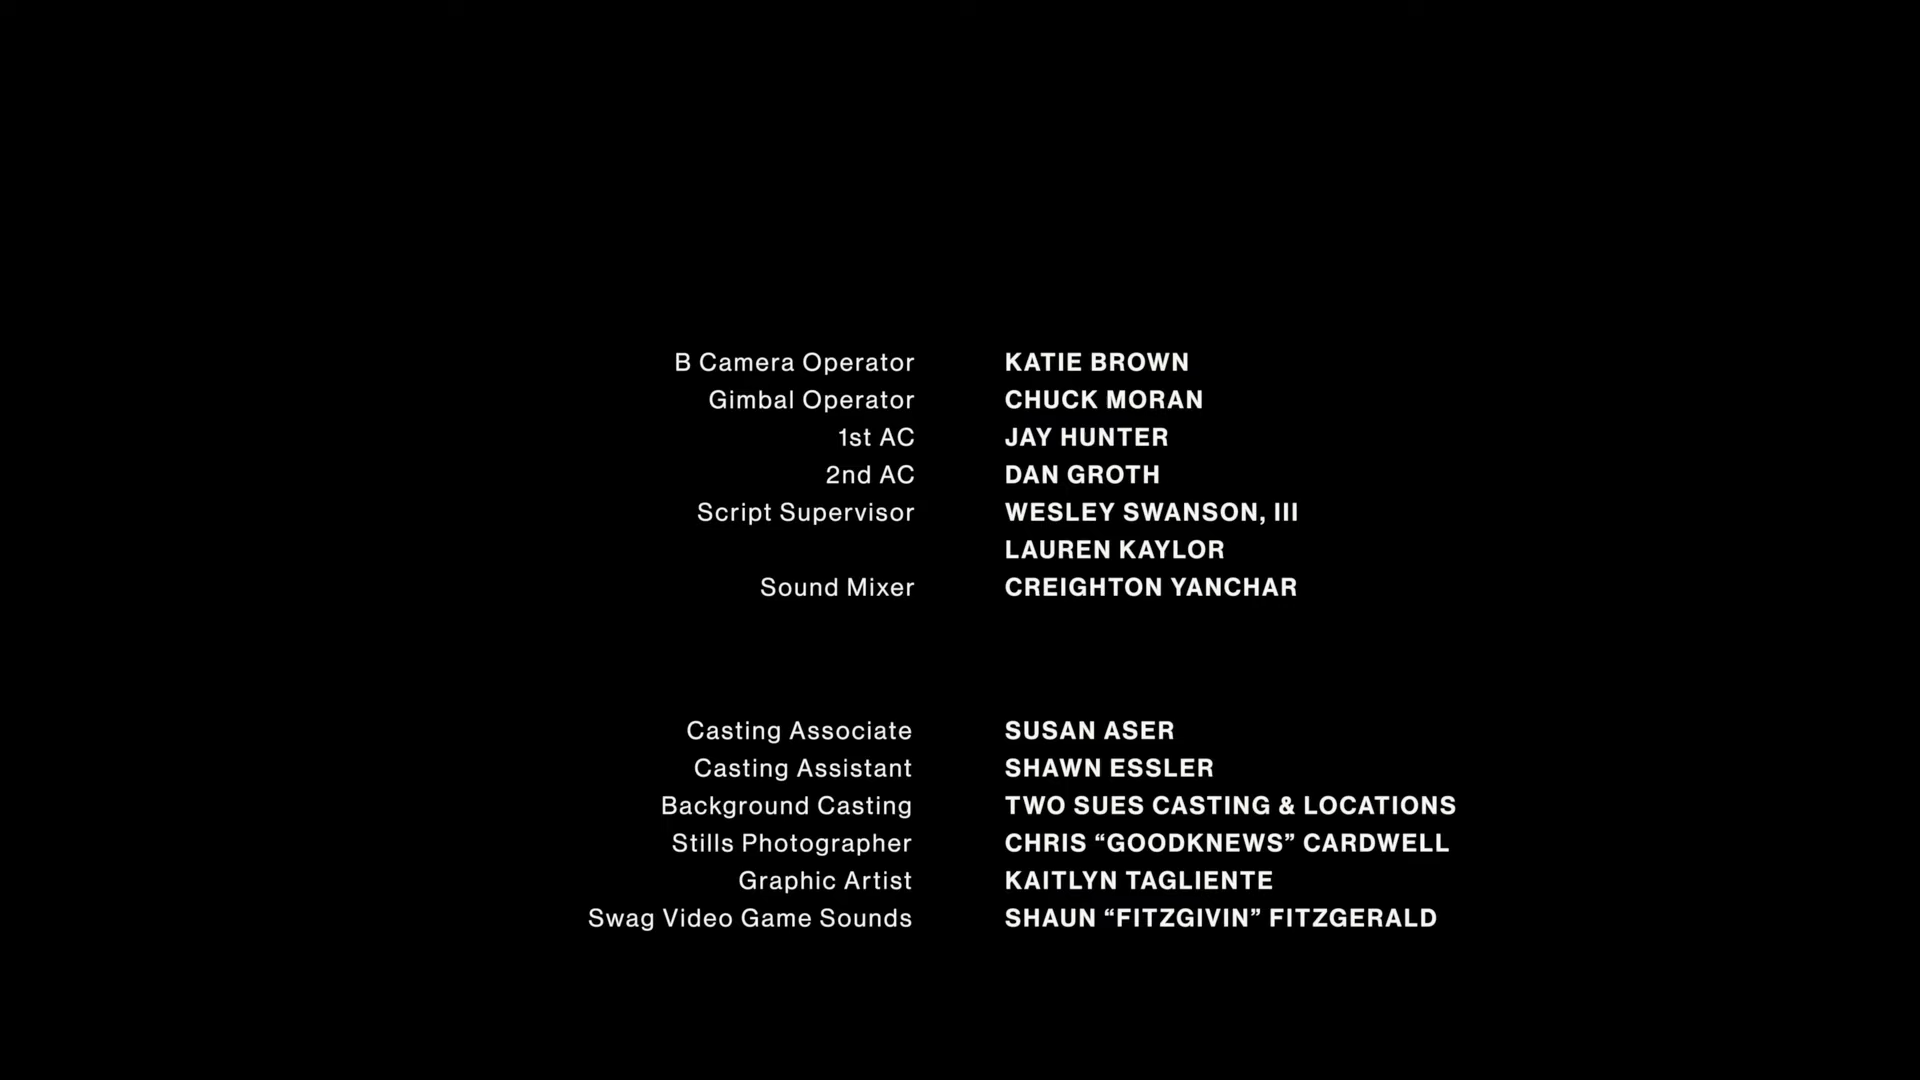 B Camera Operator KATIE BROWN
Gimbal Operator CHUCK MORAN
1st AC JAY HUNTER
2nd AC DAN GROTH
Script Supervisor WESLEY SWANSON, III
LAUREN KAYLOR
Sound Mixer CREIGHTON YANCHAR
Casting Associate SUSAN ASER
Casting Assistant SHAWN ESSLER
Background Casting TWO SUES CASTING & LOCATIONS
Stills Photographer CHRIS “GOODKNEWS” CARDWELL
Graphic Artist KAITLYN TAGLIENTE
Swag Video Game Sounds SHAUN “FITZGIVIN” FITZGERALD